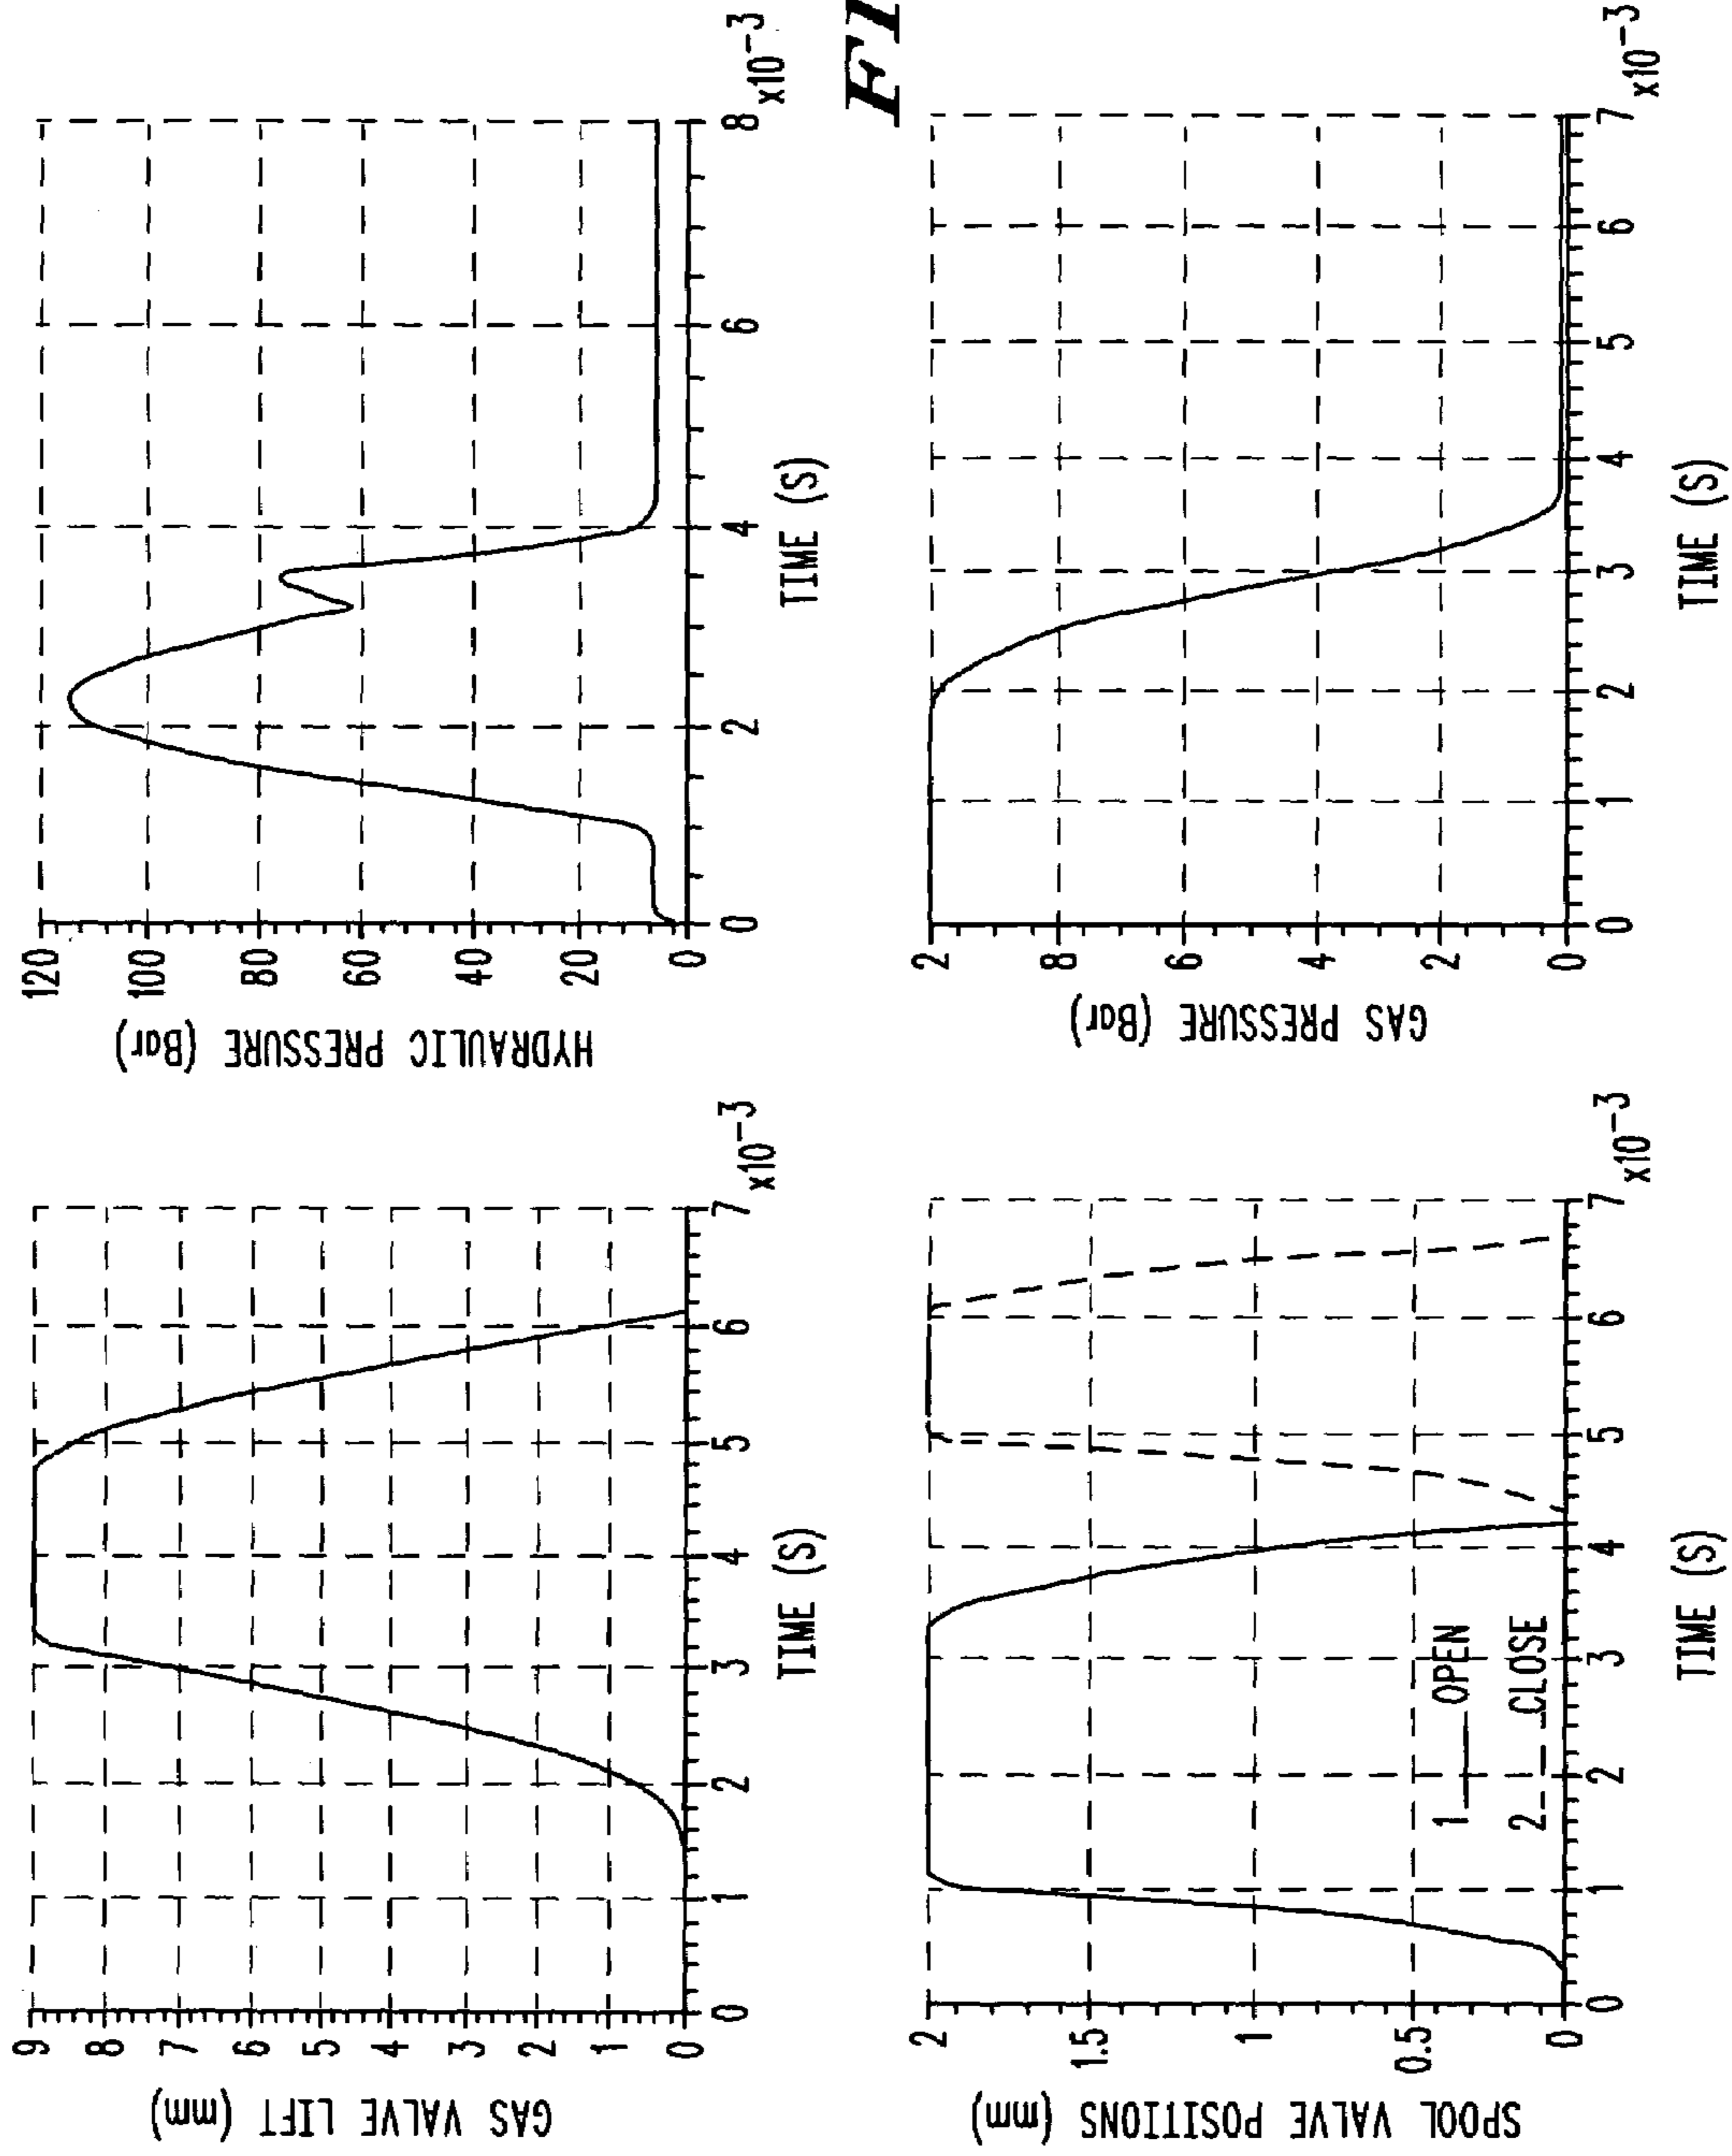 GAS VALVE LIFT (mm)
9
8
7
6
5
4
3
2
1
0
0 1 2 3 4 5 6 7
x10-3
TIME (S)
HYDRAULIC PRESSURE (Bar)
120
100
80
60
40
20
0
0 2 4 6 8
x10-3
TIME (S)
SPOOL VALVE POSITIONS (mm)
2
1.5
1
0.5
0
1 OPEN
2 CLOSE
0 1 2 3 4 5 6 7
x10-3
TIME (S)
GAS PRESSURE (Bar)
2
8
6
4
2
0
0 1 2 3 4 5 6 7
x10-3
TIME (S)